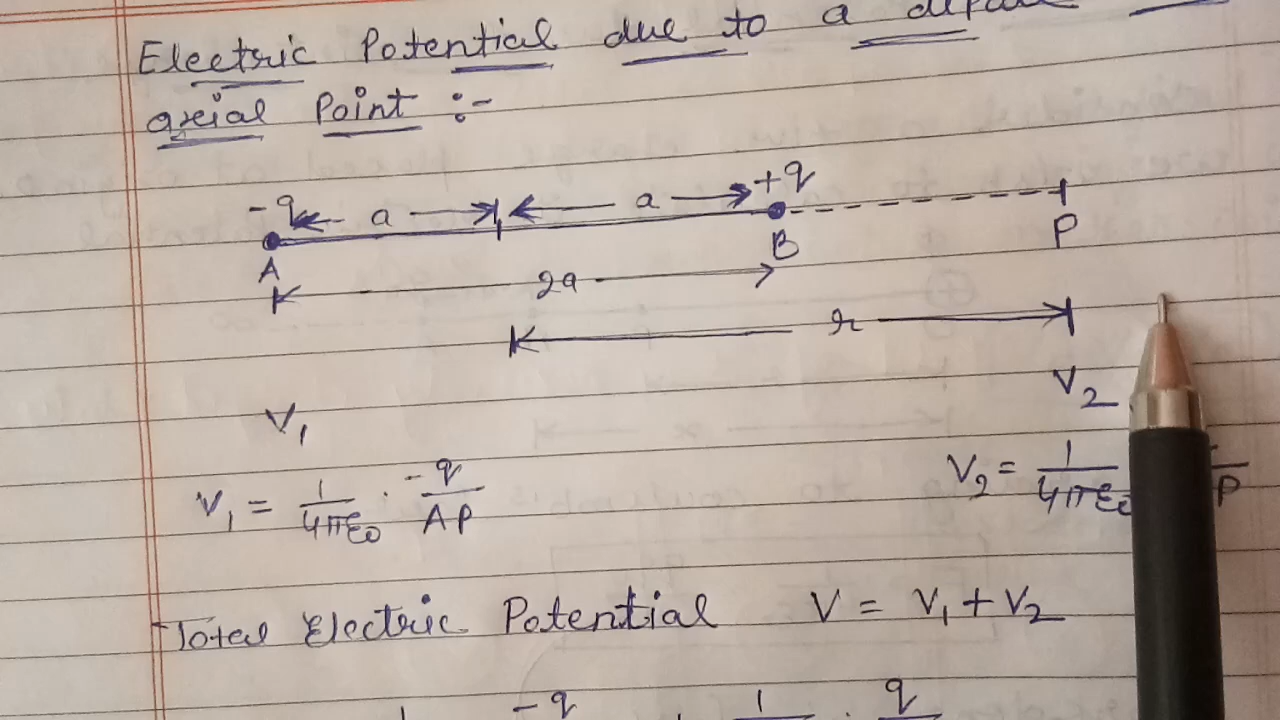 Electric Potential due to a
axial Point :-
-q a a +q
A B P
2a
r
V1 V2
V1 = 1/4πε0 . -q/AP V2 = 1/4πε0 P
Total Electric Potential V = V1 + V2
-q 1 . q